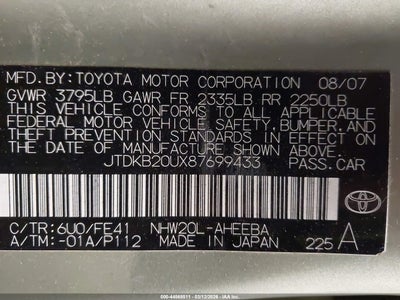 MFD.BY:TOYOTA MOTOR CORPORATION 08/07
GVWR 3795LB GAWR FR 2335LB RR 2250LB
THIS VEHICLE CONFORMS TO ALL APPLICABLE
FEDERAL MOTOR VEHICLE SAFETY AND
THEFT PREVENTION STANDARDS IN EFFECT
ON THE DATE OF MANUFACTURE SHOWN ABOVE.
JTDKB20UX87699433 PASS.CAR
C/TR:6U0/FE41 NHW20L-AHEEBA
A/TM:-01A/P112 MADE IN JAPAN 225 A
TOYOTA